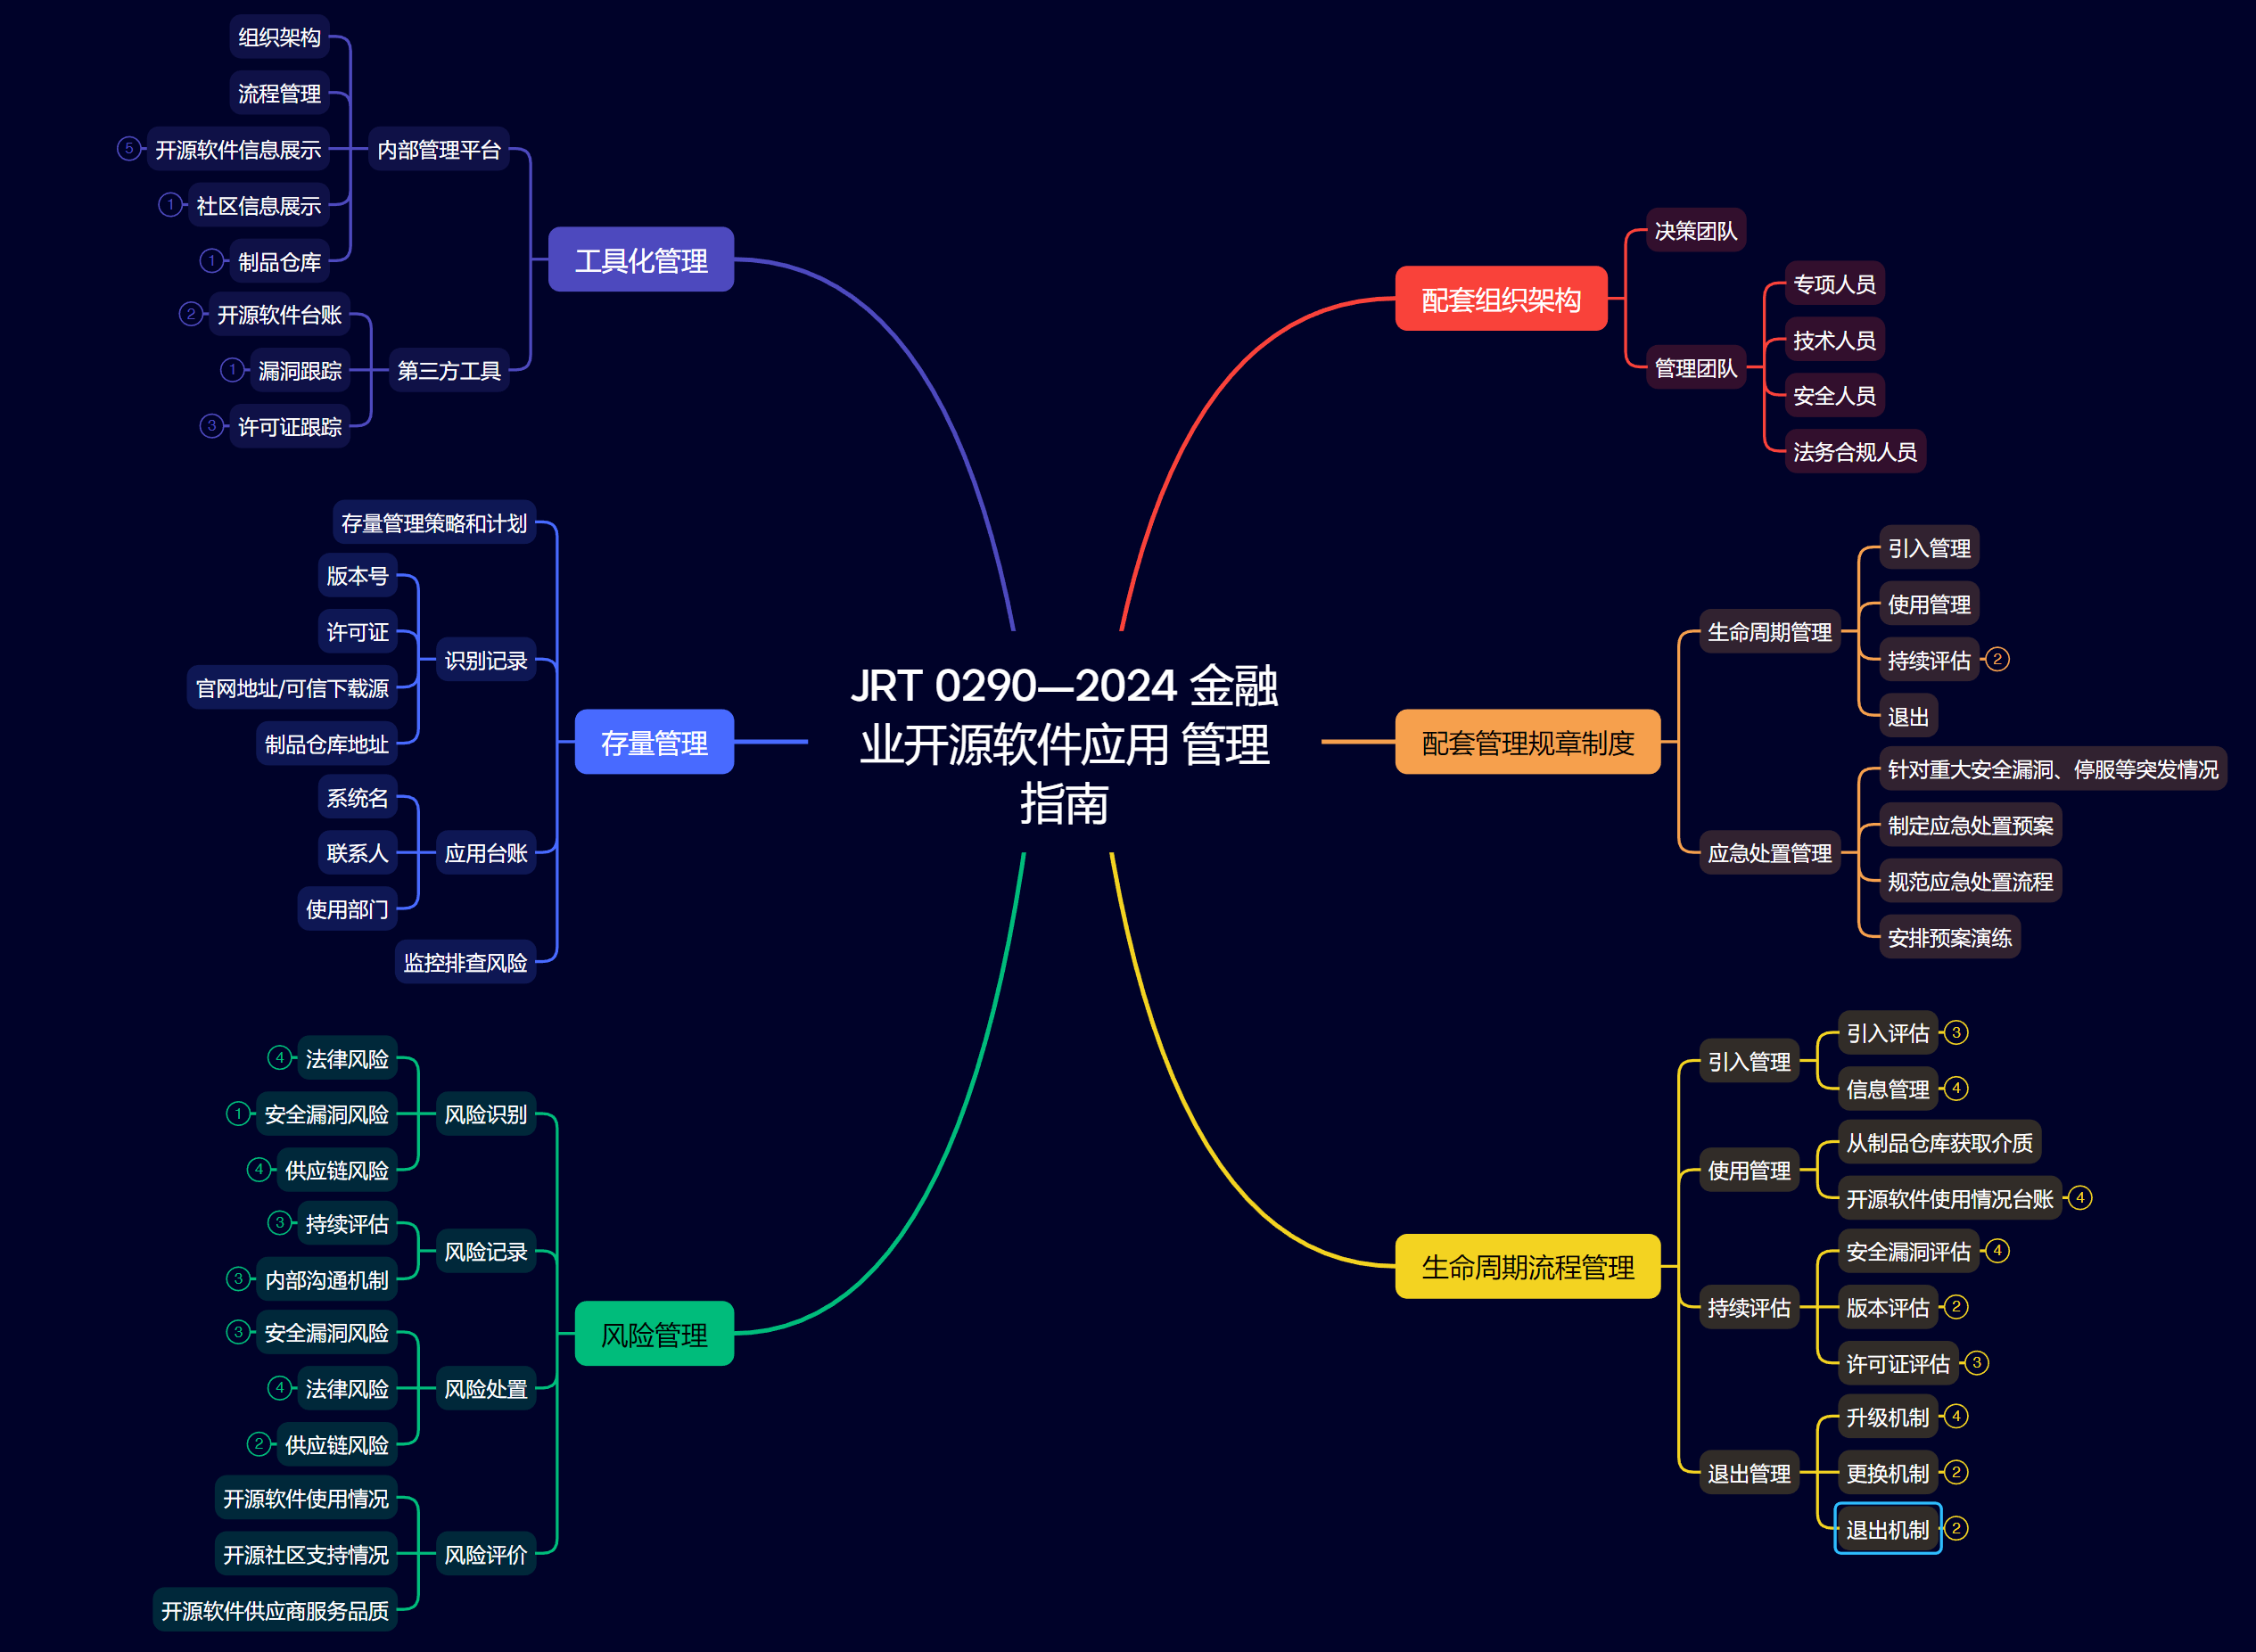 JRT 0290—2024 金融
业开源软件应用 管理
指南
配套组织架构
决策团队
管理团队
专项人员
技术人员
安全人员
法务合规人员
配套管理规章制度
生命周期管理
引入管理
使用管理
持续评估
2
退出
应急处置管理
针对重大安全漏洞、停服等突发情况
制定应急处置预案
规范应急处置流程
安排预案演练
生命周期流程管理
引入管理
引入评估
3
信息管理
4
使用管理
从制品仓库获取介质
开源软件使用情况台账
4
持续评估
安全漏洞评估
4
版本评估
2
许可证评估
3
退出管理
升级机制
4
更换机制
2
退出机制
2
工具化管理
内部管理平台
组织架构
流程管理
开源软件信息展示
5
社区信息展示
1
制品仓库
1
第三方工具
开源软件台账
2
漏洞跟踪
1
许可证跟踪
3
存量管理
存量管理策略和计划
识别记录
版本号
许可证
官网地址/可信下载源
制品仓库地址
应用台账
系统名
联系人
使用部门
监控排查风险
风险管理
风险识别
法律风险
4
安全漏洞风险
1
供应链风险
4
风险记录
持续评估
3
内部沟通机制
3
风险处置
安全漏洞风险
3
法律风险
4
供应链风险
2
风险评价
开源软件使用情况
开源社区支持情况
开源软件供应商服务品质